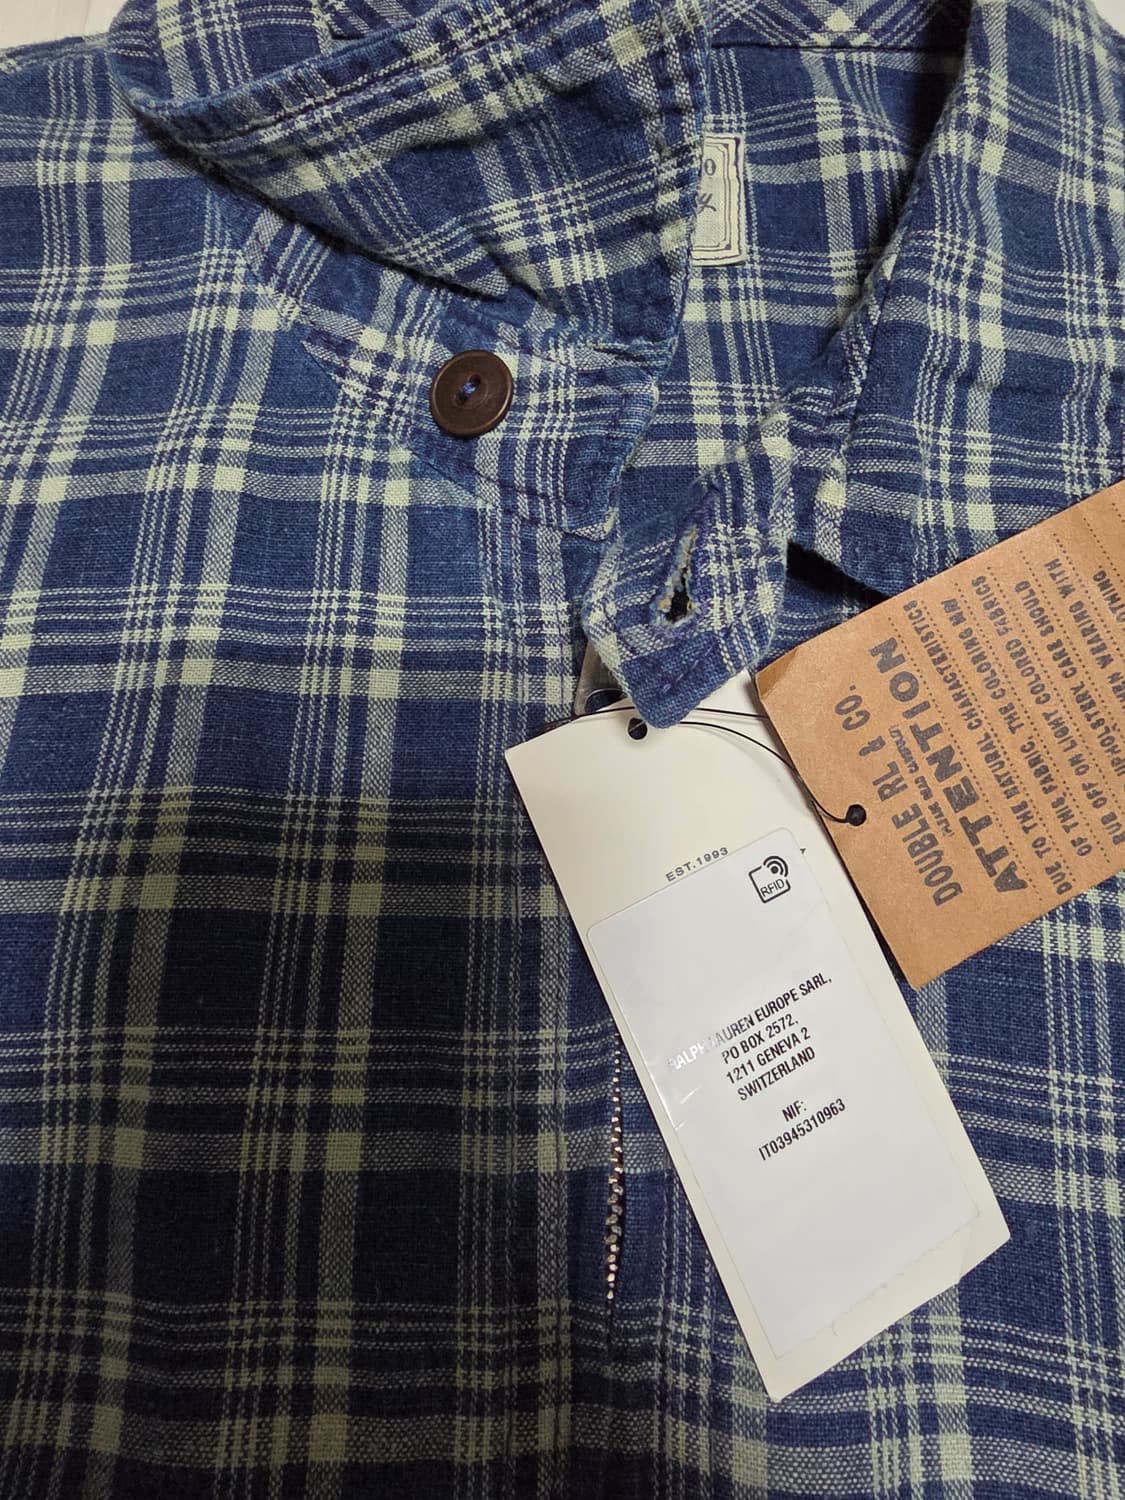 EST.1993
RFID
RALPH LAUREN EUROPE SARL,
PO BOX 2572,
1211 GENEVA 2
SWITZERLAND
NIF:
IT03945310963
DOUBLE RL & CO.
ATTENTION
DUE TO THE NATURAL CHARACTERISTICS
OF THE FABRIC, THE COLORING MAY
RUB OFF ON LIGHT COLORED FABRICS
UPHOLSTERY. CARE SHOULD
WHEN WEARING WITH